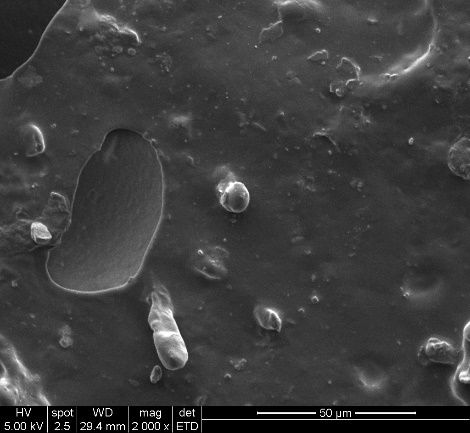 HV spot WD mag det
5.00 kV 2.5 29.4 mm 2 000 x ETD 50 µm